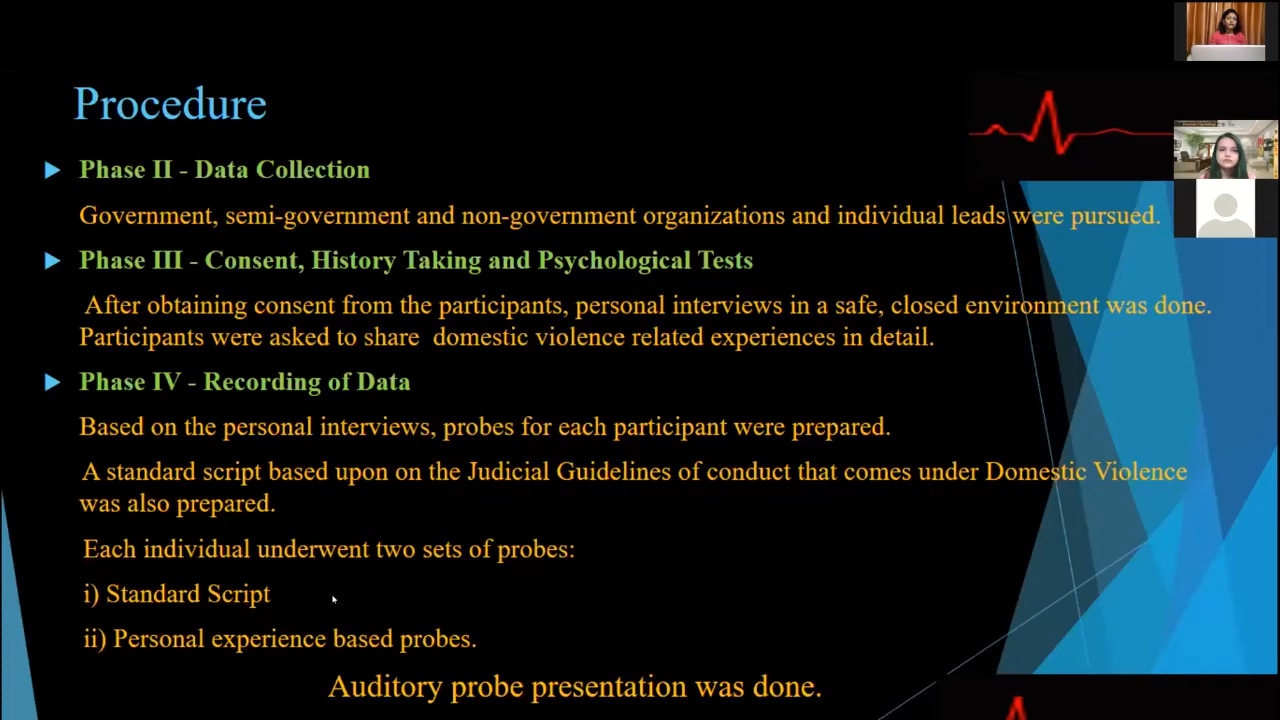 Procedure
Phase II - Data Collection
Government, semi-government and non-government organizations and individual leads were pursued.
Phase III - Consent, History Taking and Psychological Tests
After obtaining consent from the participants, personal interviews in a safe, closed environment was done.
Participants were asked to share domestic violence related experiences in detail.
Phase IV - Recording of Data
Based on the personal interviews, probes for each participant were prepared.
A standard script based upon on the Judicial Guidelines of conduct that comes under Domestic Violence
was also prepared.
Each individual underwent two sets of probes:
i) Standard Script
ii) Personal experience based probes.
Auditory probe presentation was done.